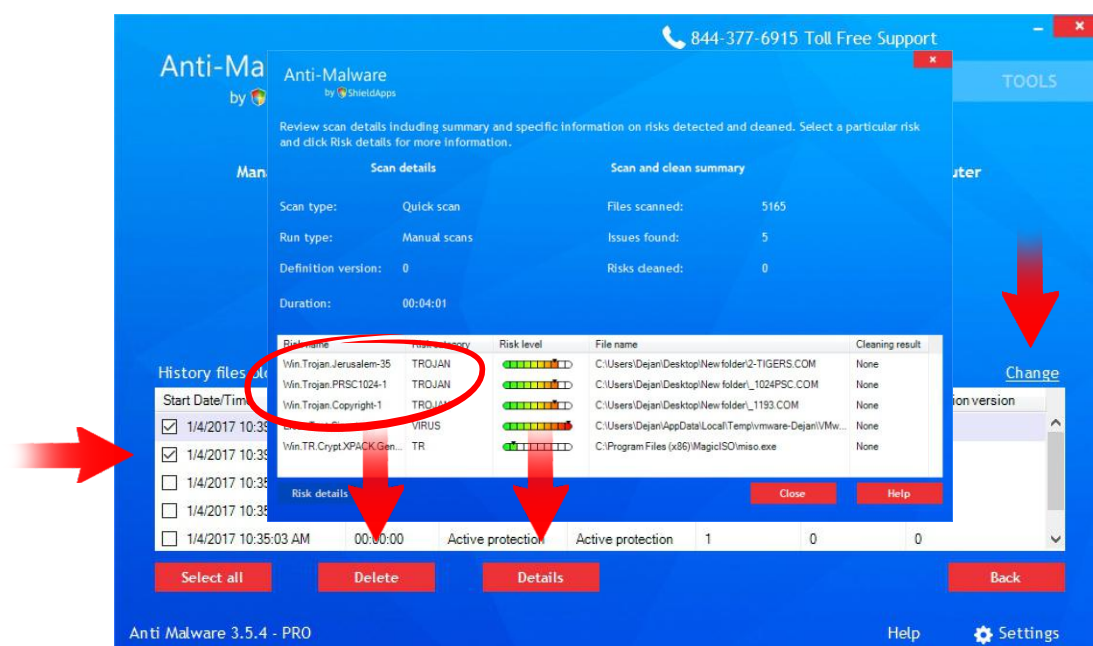 844-377-6915 Toll Free Support
Anti-Ma
by
TOOLS
Anti-Malware
by ShieldApps
Review scan details including summary and specific information on risks detected and cleaned. Select a particular risk
and click Risk details for more information.
Man
uter
Scan details
Scan and clean summary
Scan type: Quick scan
Files scanned: 5165
Run type: Manual scans
Issues found: 5
Definition version: 0
Risks cleaned: 0
Duration: 00:04:01
Risk name Risk category Risk level File name Cleaning result
Win.Trojan.Jerusalem-35 TROJAN C:\Users\Dejan\Desktop\New folder\2-TIGERS.COM None
Win.Trojan.PRSC1024-1 TROJAN C:\Users\Dejan\Desktop\New folder\_1024PSC.COM None
Win.Trojan.Copyright-1 TROJAN C:\Users\Dejan\Desktop\New folder\_1193.COM None
VIRUS C:\Users\Dejan\AppData\Local\Temp\vmware-Dejan\VMw... None
Win.TR.Crypt.XPACK.Gen... TR C:\Program Files (x86)\MagicISO\miso.exe None
Risk details
Close
Help
History files
Change
Start Date/Time
ion version
1/4/2017 10:39
1/4/2017 10:39
1/4/2017 10:35
1/4/2017 10:35
1/4/2017 10:35:03 AM 00:00:00 Active protection Active protection 1 0 0
Select all
Delete
Details
Back
Anti Malware 3.5.4 - PRO
Help
Settings